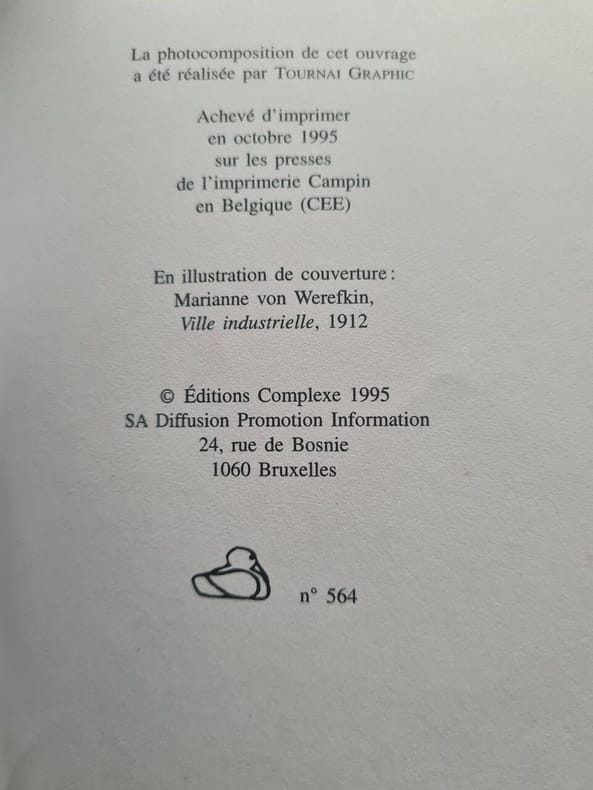 La photocomposition de cet ouvrage
a été réalisée par TOURNAI GRAPHIC
Achevé d'imprimer
en octobre 1995
sur les presses
de l'imprimerie Campin
en Belgique (CEE)
En illustration de couverture :
Marianne von Werefkin,
Ville industrielle, 1912
© Éditions Complexe 1995
SA Diffusion Promotion Information
24, rue de Bosnie
1060 Bruxelles
n° 564